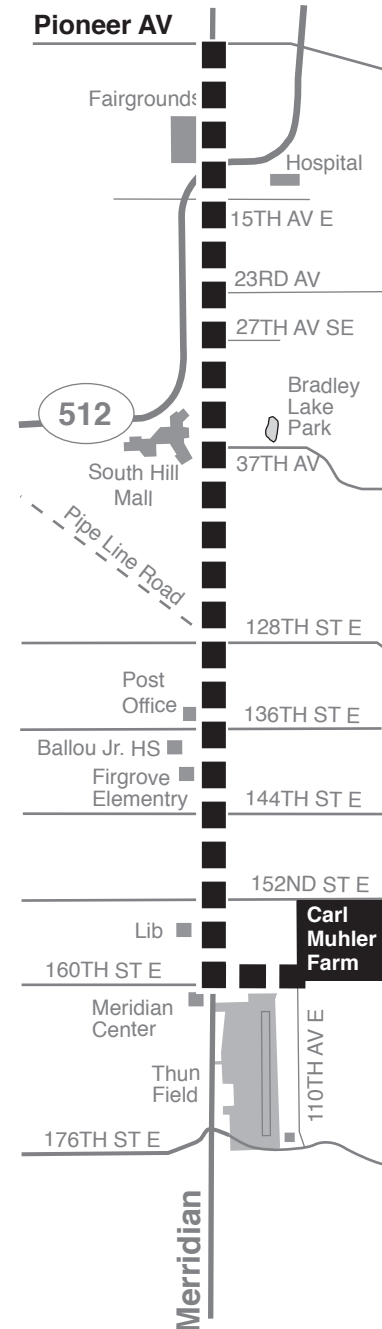 Pioneer AV
Fairgrounds
Hospital
15TH AV E
23RD AV
27TH AV SE
Bradley
Lake
Park
512
South Hill
Mall
37TH AV
Pipe Line Road
128TH ST E
Post
Office
136TH ST E
Ballou Jr. HS
Firgrove
Elementry
144TH ST E
152ND ST E
Carl
Muhler
Farm
Lib
160TH ST E
Meridian
Center
110TH AV E
Thun
Field
176TH ST E
Merridian